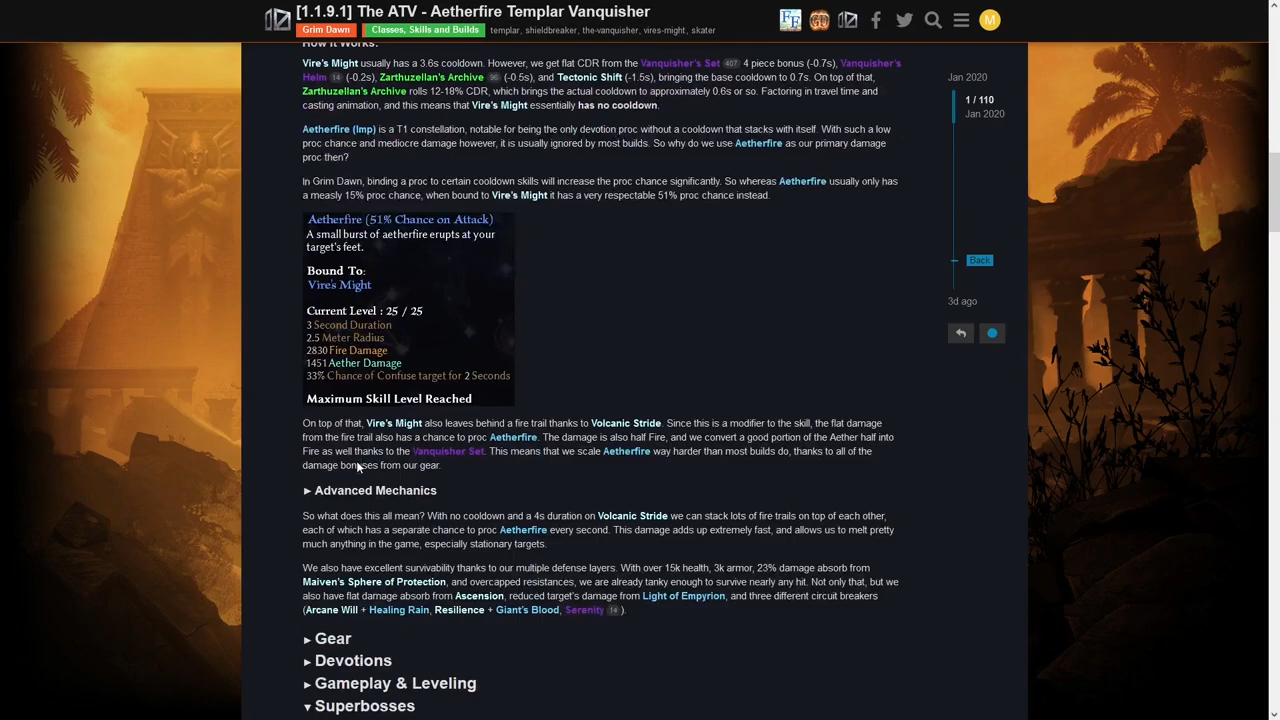 [1.1.9.1] The ATV - Aetherfire Templar Vanquisher
Grim Dawn Classes, Skills and Builds templar, shieldbreaker, the-vanquisher, vires-might, skater
M
How it Works:
Vire's Might usually has a 3.6s cooldown. However, we get flat CDR from the Vanquisher's Set 407 4 piece bonus (-0.7s), Vanquisher's
Helm 14 (-0.2s), Zarthuzellan's Archive 96 (-0.5s), and Tectonic Shift (-1.5s), bringing the base cooldown to 0.7s. On top of that,
Zarthuzellan's Archive rolls 12-18% CDR, which brings the actual cooldown to approximately 0.6s or so. Factoring in travel time and
casting animation, and this means that Vire's Might essentially has no cooldown.
Aetherfire (Imp) is a T1 constellation, notable for being the only devotion proc without a cooldown that stacks with itself. With such a low
proc chance and mediocre damage however, it is usually ignored by most builds. So why do we use Aetherfire as our primary damage
proc then?
In Grim Dawn, binding a proc to certain cooldown skills will increase the proc chance significantly. So whereas Aetherfire usually only has
a measly 15% proc chance, when bound to Vire's Might it has a very respectable 51% proc chance instead.
Aetherfire (51% Chance on Attack)
A small burst of aetherfire erupts at your
target's feet.
Bound To:
Vire's Might
Current Level : 25 / 25
3 Second Duration
2.5 Meter Radius
2830 Fire Damage
1451 Aether Damage
33% Chance of Confuse target for 2 Seconds
Maximum Skill Level Reached
On top of that, Vire's Might also leaves behind a fire trail thanks to Volcanic Stride. Since this is a modifier to the skill, the flat damage
from the fire trail also has a chance to proc Aetherfire. The damage is also half Fire, and we convert a good portion of the Aether half into
Fire as well thanks to the Vanquisher Set. This means that we scale Aetherfire way harder than most builds do, thanks to all of the
damage bonuses from our gear.
Advanced Mechanics
So what does this all mean? With no cooldown and a 4s duration on Volcanic Stride we can stack lots of fire trails on top of each other,
each of which has a separate chance to proc Aetherfire every second. This damage adds up extremely fast, and allows us to melt pretty
much anything in the game, especially stationary targets.
We also have excellent survivability thanks to our multiple defense layers. With over 15k health, 3k armor, 23% damage absorb from
Maiven's Sphere of Protection, and overcapped resistances, we are already tanky enough to survive nearly any hit. Not only that, but we
also have flat damage absorb from Ascension, reduced target's damage from Light of Empyrion, and three different circuit breakers
(Arcane Will + Healing Rain, Resilience + Giant's Blood, Serenity 14 ).
Gear
Devotions
Gameplay & Leveling
Superbosses
Jan 2020
1 / 110
Jan 2020
Back
3d ago